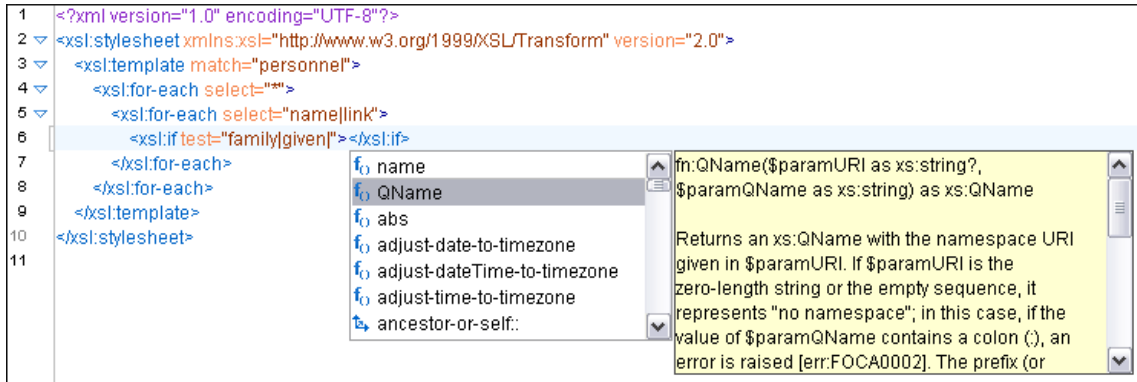 1 <?xml version="1.0" encoding="UTF-8"?>
2 <xsl:stylesheet xmlns:xsl="http://www.w3.org/1999/XSL/Transform" version="2.0">
3 <xsl:template match="personnel">
4 <xsl:for-each select="*">
5 <xsl:for-each select="name|link">
6 <xsl:if test="family|given|"></xsl:if>
7 </xsl:for-each>
8 </xsl:for-each>
9 </xsl:template>
10 </xsl:stylesheet>
11
f() name
f() QName
f() abs
f() adjust-date-to-timezone
f() adjust-dateTime-to-timezone
f() adjust-time-to-timezone
ancestor-or-self::
fn:QName($paramURI as xs:string?,
$paramQName as xs:string) as xs:QName
Returns an xs:QName with the namespace URI
given in $paramURI. If $paramURI is the
zero-length string or the empty sequence, it
represents "no namespace"; in this case, if the
value of $paramQName contains a colon (:), an
error is raised [err:FOCA0002]. The prefix (or